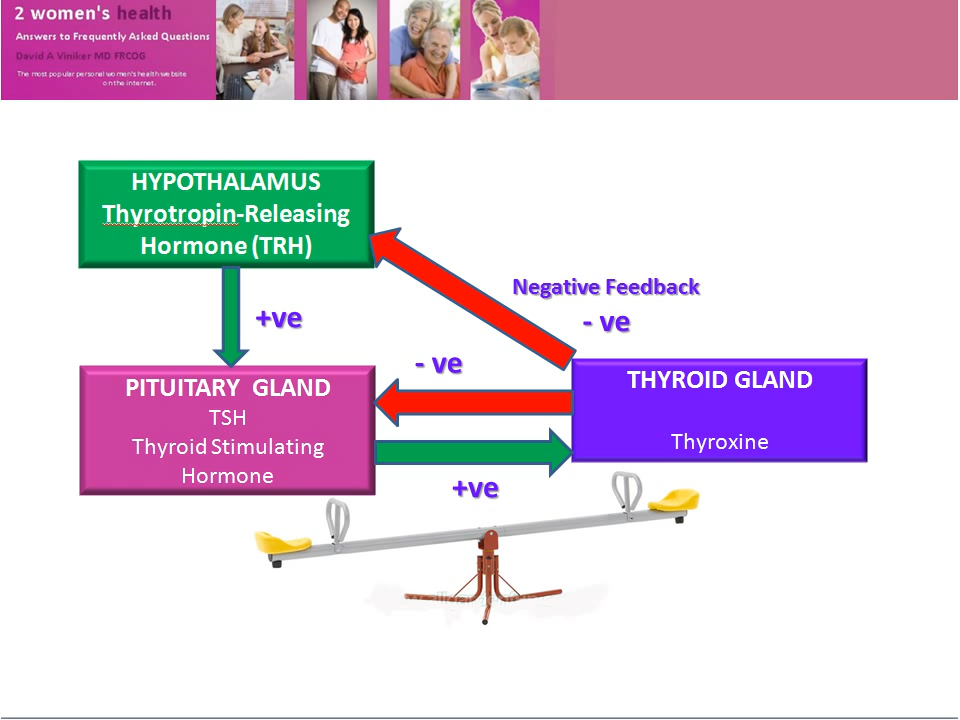 2 women's health
Answers to Frequently Asked Questions
David A Viniker MD FRCOG
The most popular personal women's health website
on the internet.
HYPOTHALAMUS
Thyrotropin-Releasing
Hormone (TRH)
Negative Feedback
- ve
+ve
- ve
PITUITARY GLAND
TSH
Thyroid Stimulating
Hormone
THYROID GLAND
Thyroxine
+ve